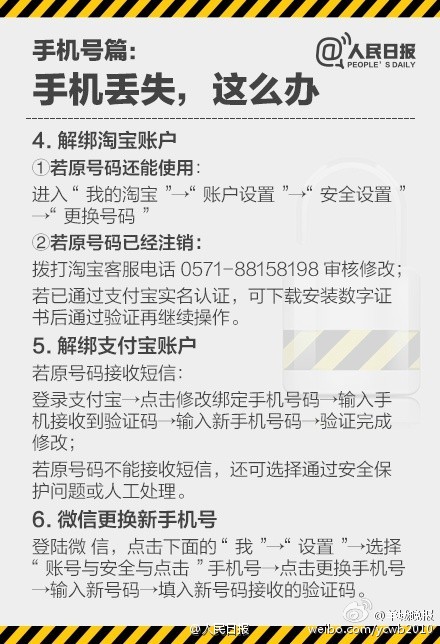 手机号篇:
@人民日报
PEOPLE'S DAILY
手机丢失，这么办
4. 解绑淘宝账户
①若原号码还能使用：
进入“ 我的淘宝 ”→“ 账户设置 ”→“ 安全设置 ”
→“ 更换号码 ”
②若原号码已经注销：
拨打淘宝客服电话 0571-88158198 审核修改；
若已通过支付宝实名认证，可下载安装数字证
书后通过验证再继续操作。
5. 解绑支付宝账户
若原号码接收短信：
登录支付宝→点击修改绑定手机号码→输入手
机接收到验证码→输入新手机号码→验证完成
修改；
若原号码不能接收短信，还可选择通过安全保
护问题或人工处理。
6. 微信更换新手机号
登陆微 信，点击下面的“ 我 ”→“ 设置 ”→选择
“ 账号与安全与点击 ” 手机号→点击更换手机号
→输入新号码→填入新号码接收的验证码。
@羊城晚报
@人民日报
weibo.com/ycwb2010